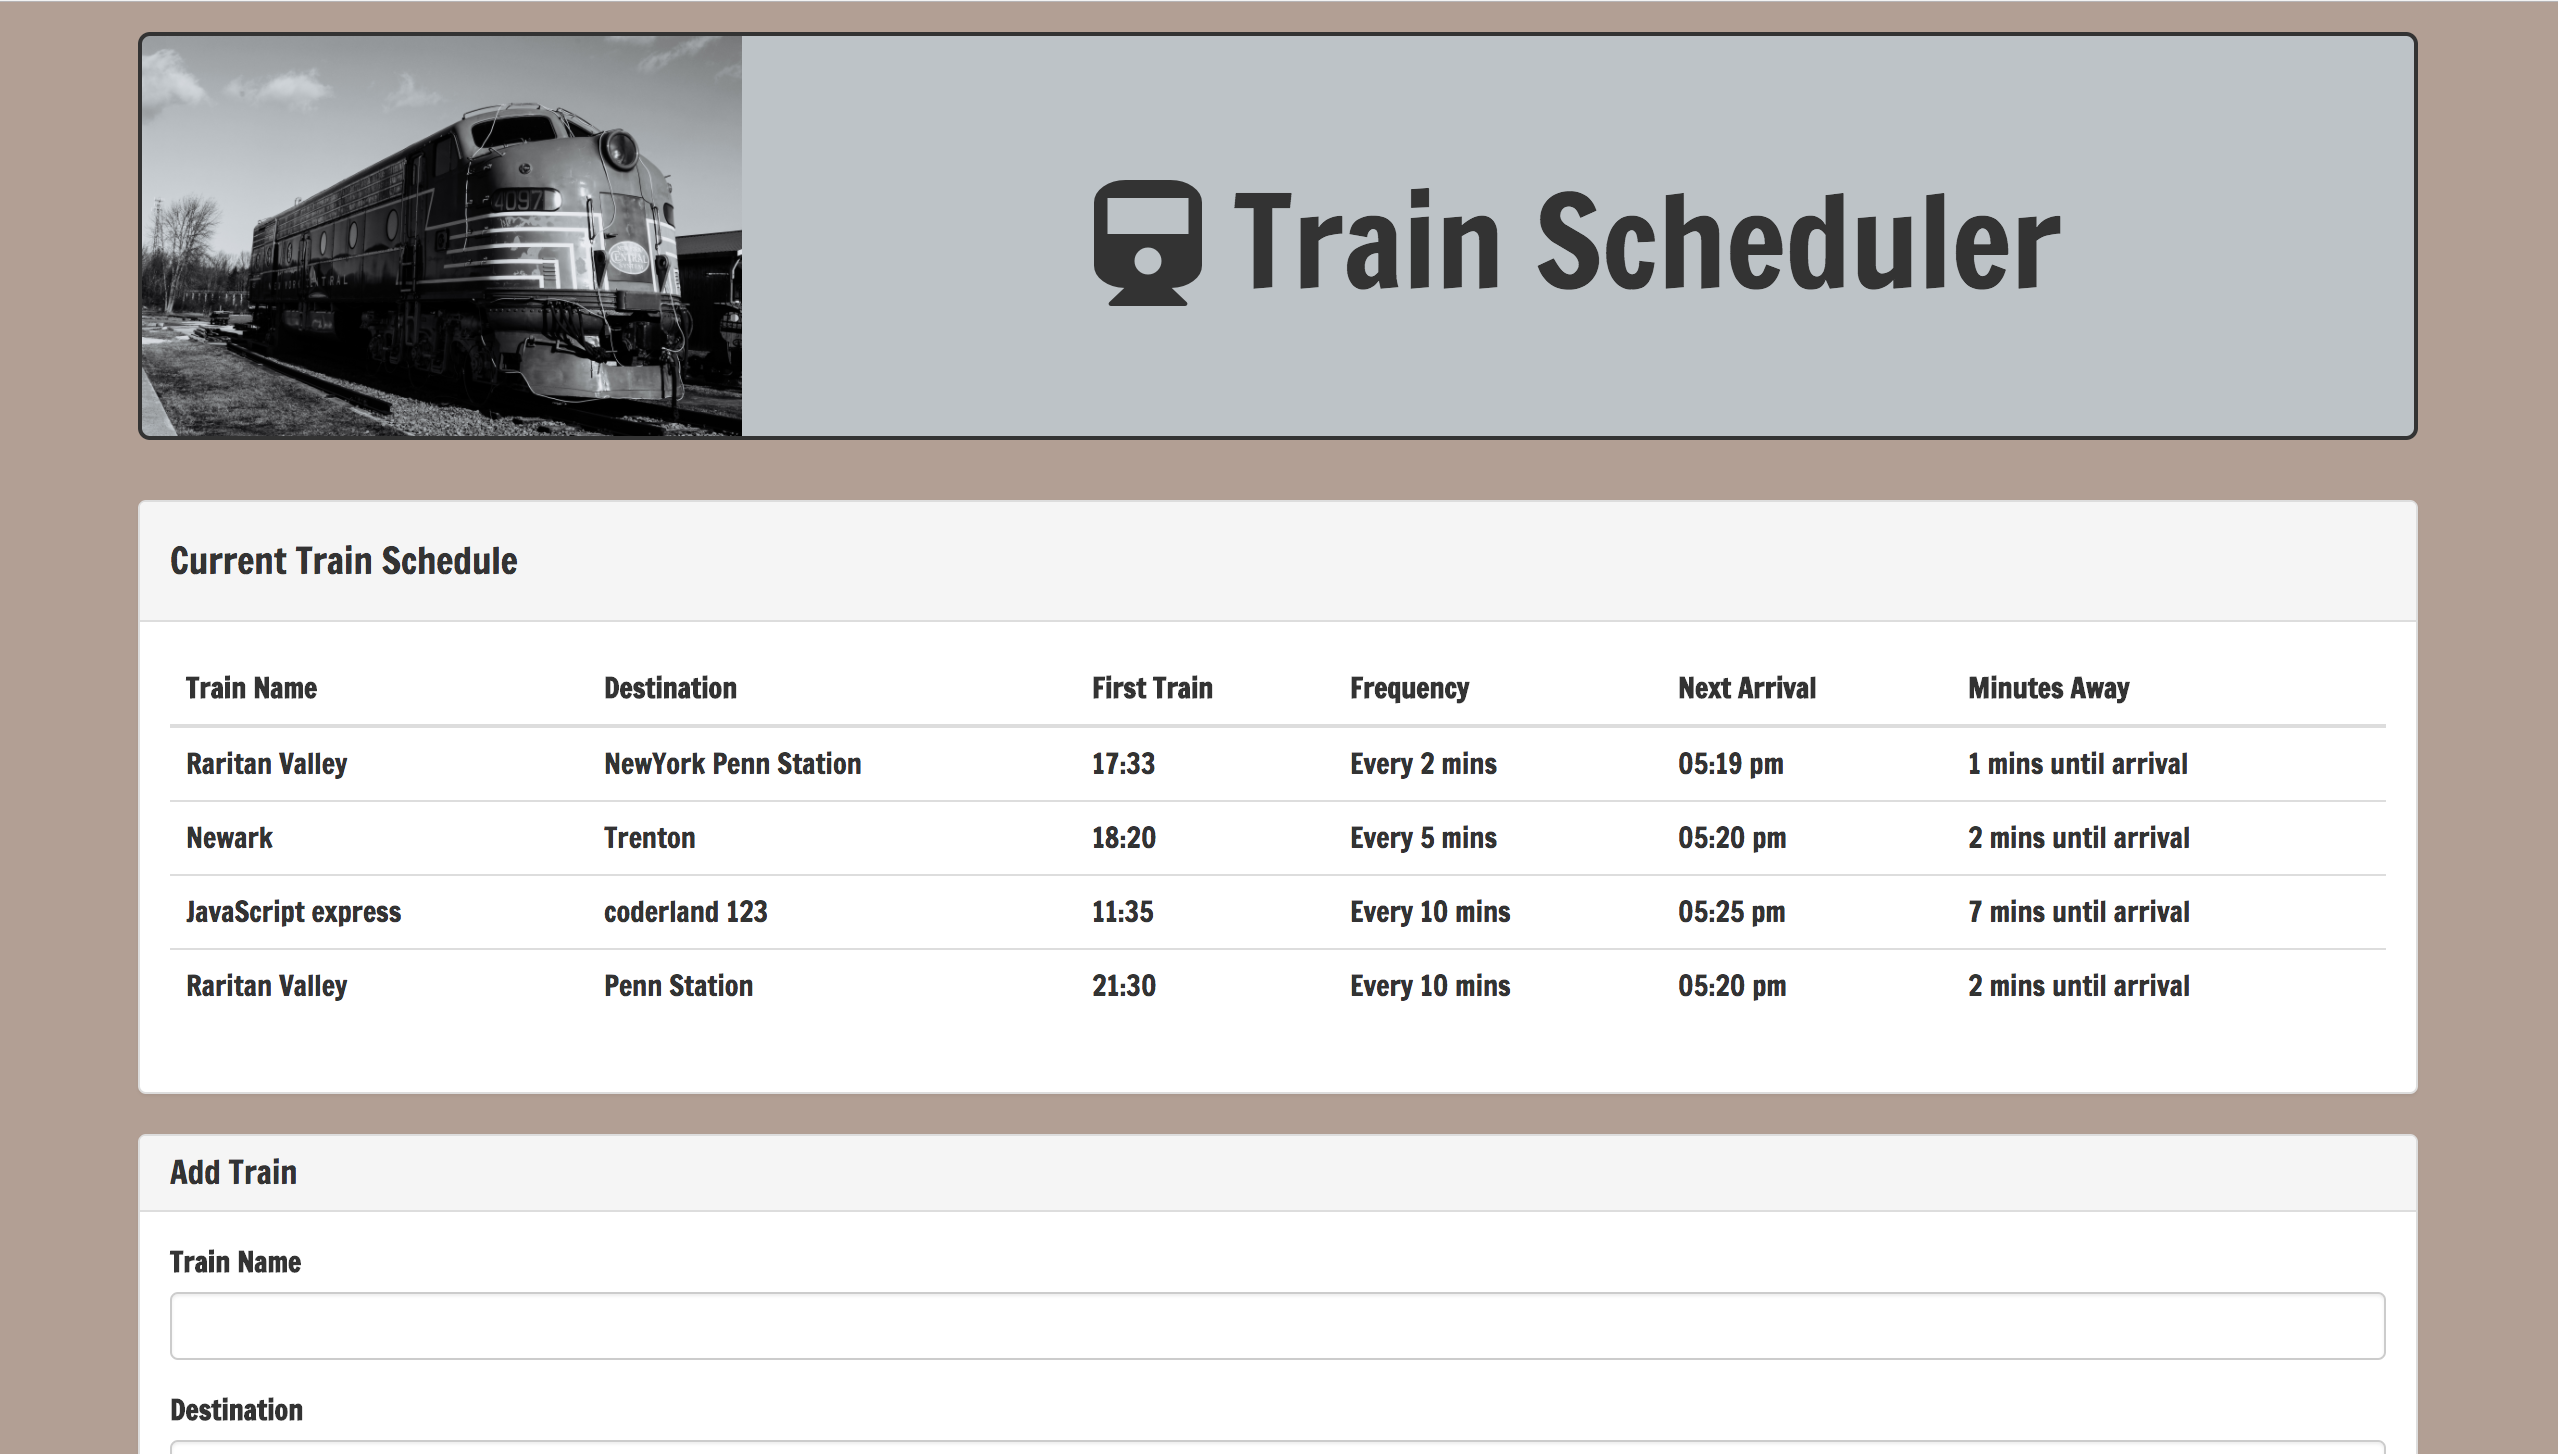 4097
NEW YORK CENTRAL
CENTRAL
Train Scheduler
Current Train Schedule
Train Name Destination First Train Frequency Next Arrival Minutes Away
Raritan Valley NewYork Penn Station 17:33 Every 2 mins 05:19 pm 1 mins until arrival
Newark Trenton 18:20 Every 5 mins 05:20 pm 2 mins until arrival
JavaScript express coderland 123 11:35 Every 10 mins 05:25 pm 7 mins until arrival
Raritan Valley Penn Station 21:30 Every 10 mins 05:20 pm 2 mins until arrival
Add Train
Train Name
Destination